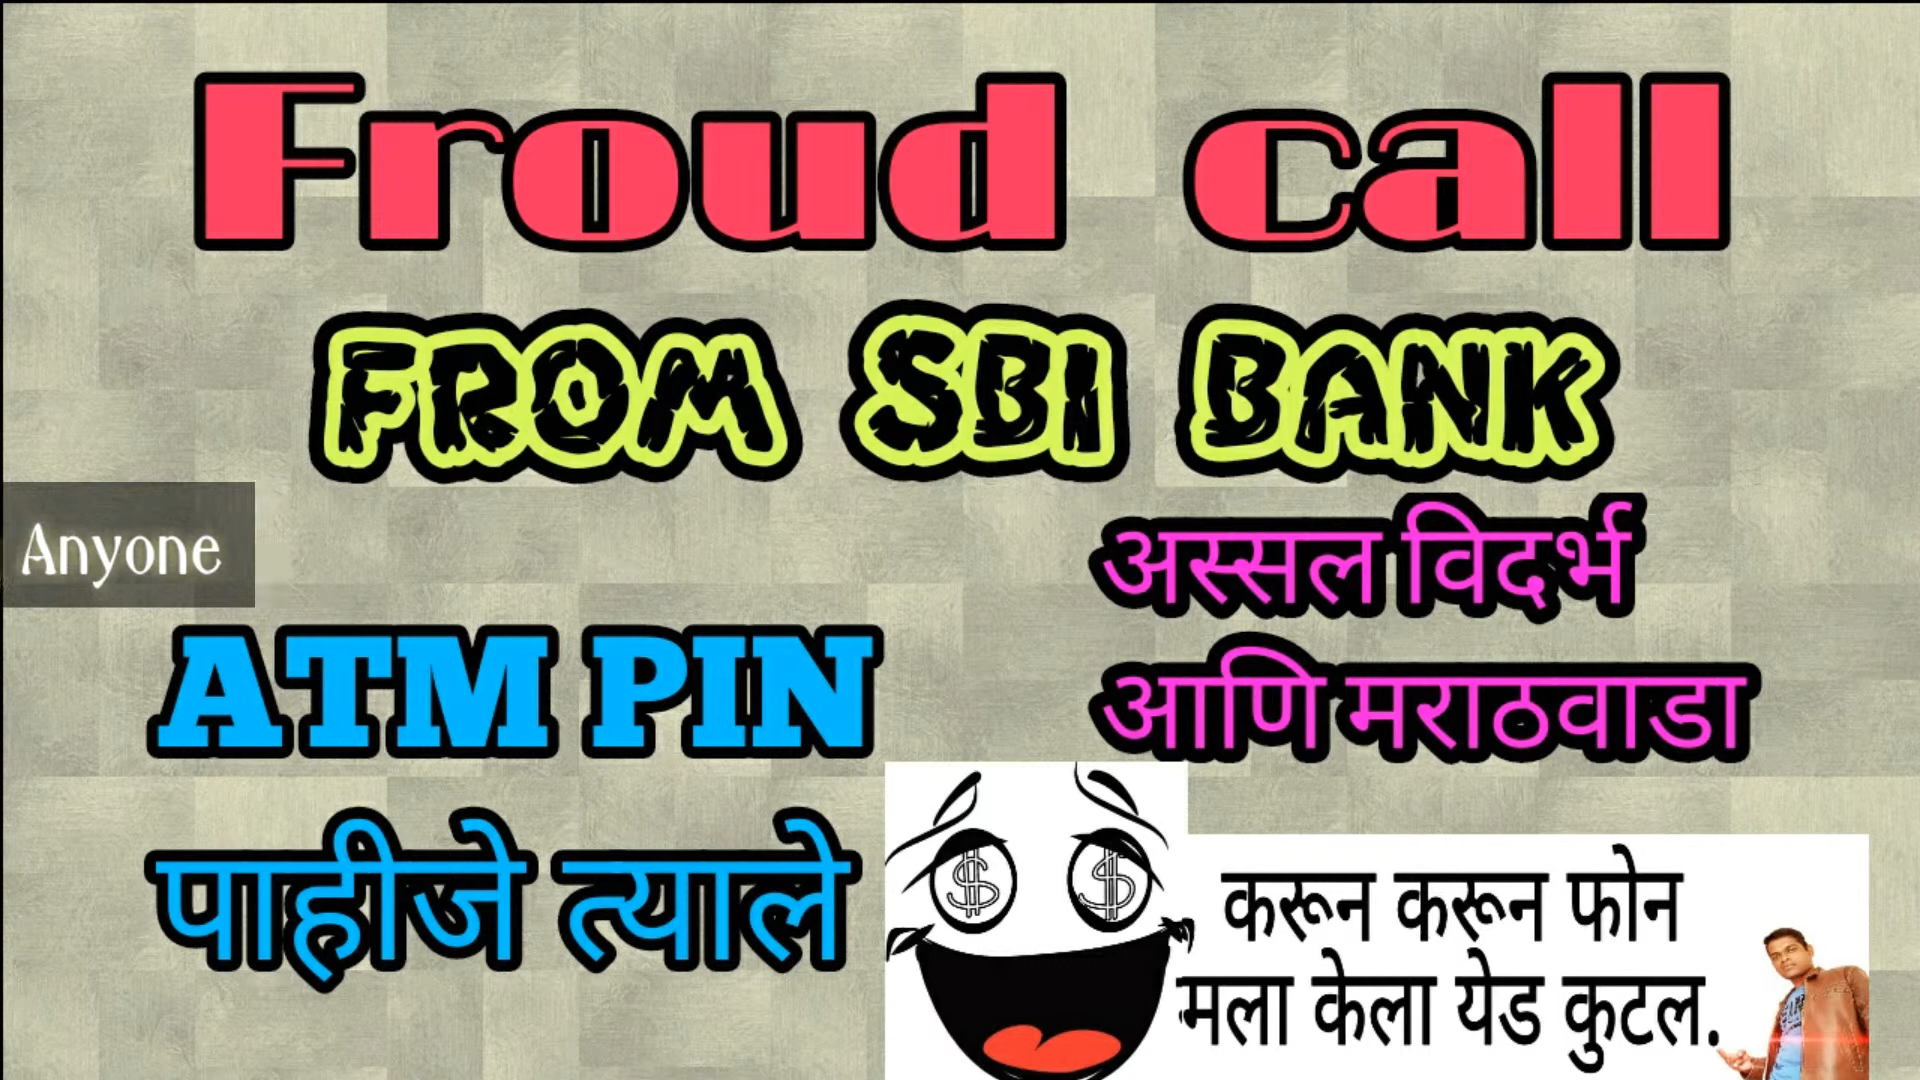 Froud call
FROM SBI BANK
Anyone
अस्सल विदर्भ
आणि मराठवाडा
ATM PIN
पाहीजे त्याले
करून करून फोन
मला केला येड कुटल.